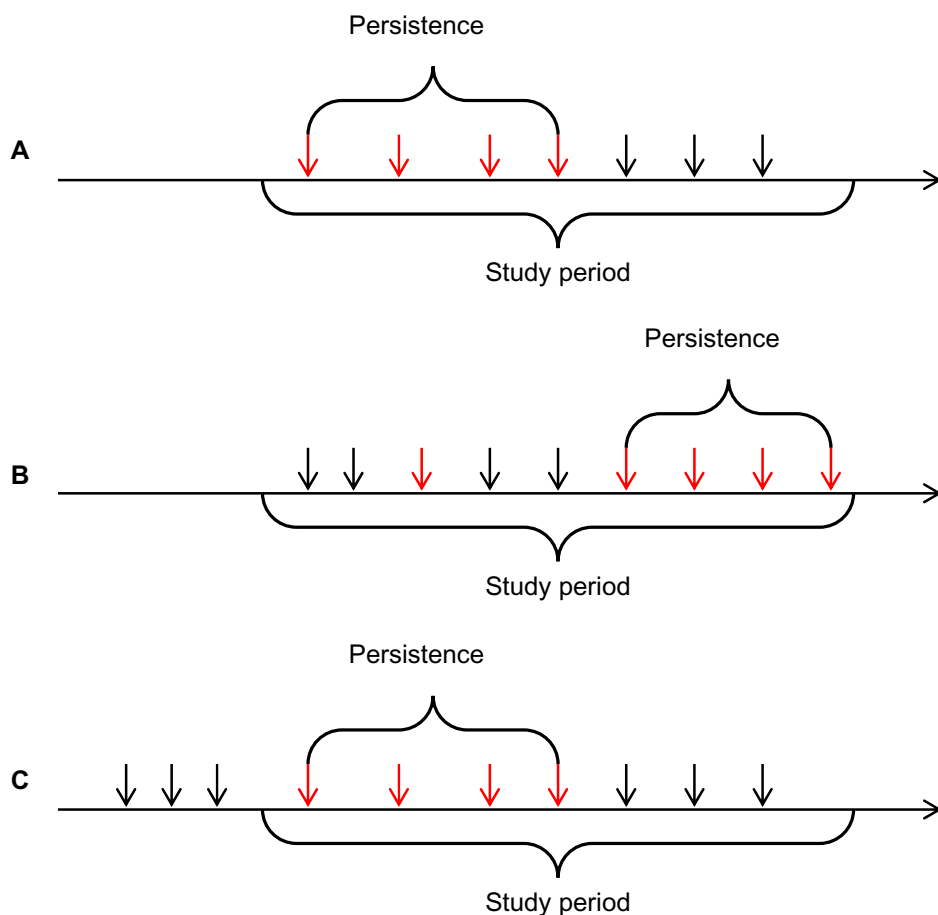 Persistence
A
Study period
Persistence
B
Study period
Persistence
C
Study period